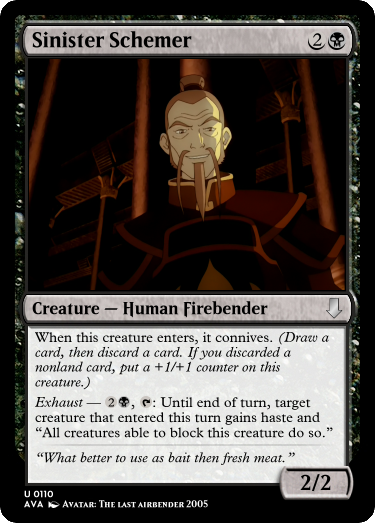 Sinister Schemer 2
Creature — Human Firebender
When this creature enters, it connives. (Draw a
card, then discard a card. If you discarded a
nonland card, put a +1/+1 counter on this
creature.)
Exhaust — 2, : Until end of turn, target
creature that entered this turn gains haste and
“All creatures able to block this creature do so.”
“What better to use as bait then fresh meat.”
2/2
U 0110
AVA Avatar: The last airbender 2005